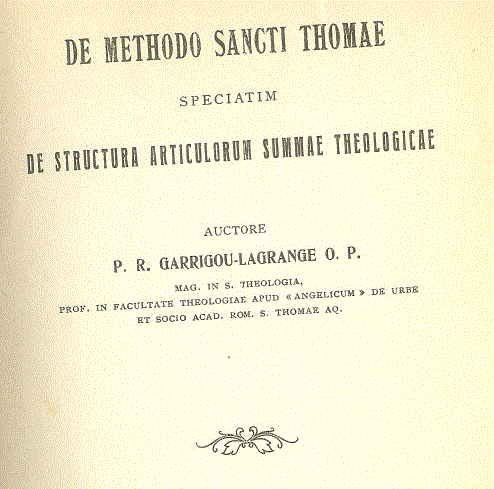 DE METHODO SANCTI THOMAE
SPECIATIM
DE STRUCTURA ARTICULORUM SUMMAE THEOLOGICAE
AUCTORE
P. R. GARRIGOU-LAGRANGE O. P.
MAG. IN S. THEOLOGIA,
PROF. IN FACULTATE THEOLOGIAE APUD « ANGELICUM » DE URBE
ET SOCIO ACAD. ROM. S. THOMAE AQ.